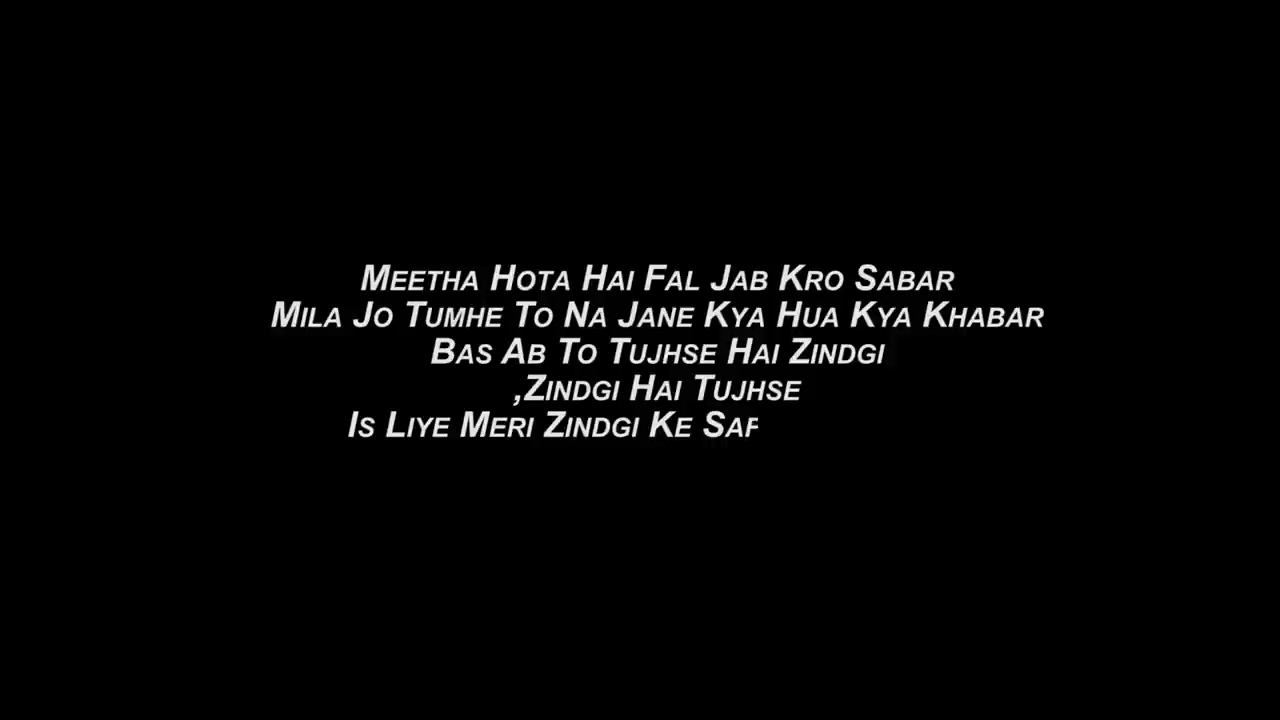 Meetha Hota Hai Fal Jab Kro Sabar
Mila Jo Tumhe To Na Jane Kya Hua Kya Khabar
Bas Ab To Tujhse Hai Zindgi
,Zindgi Hai Tujhse
Is Liye Meri Zindgi Ke